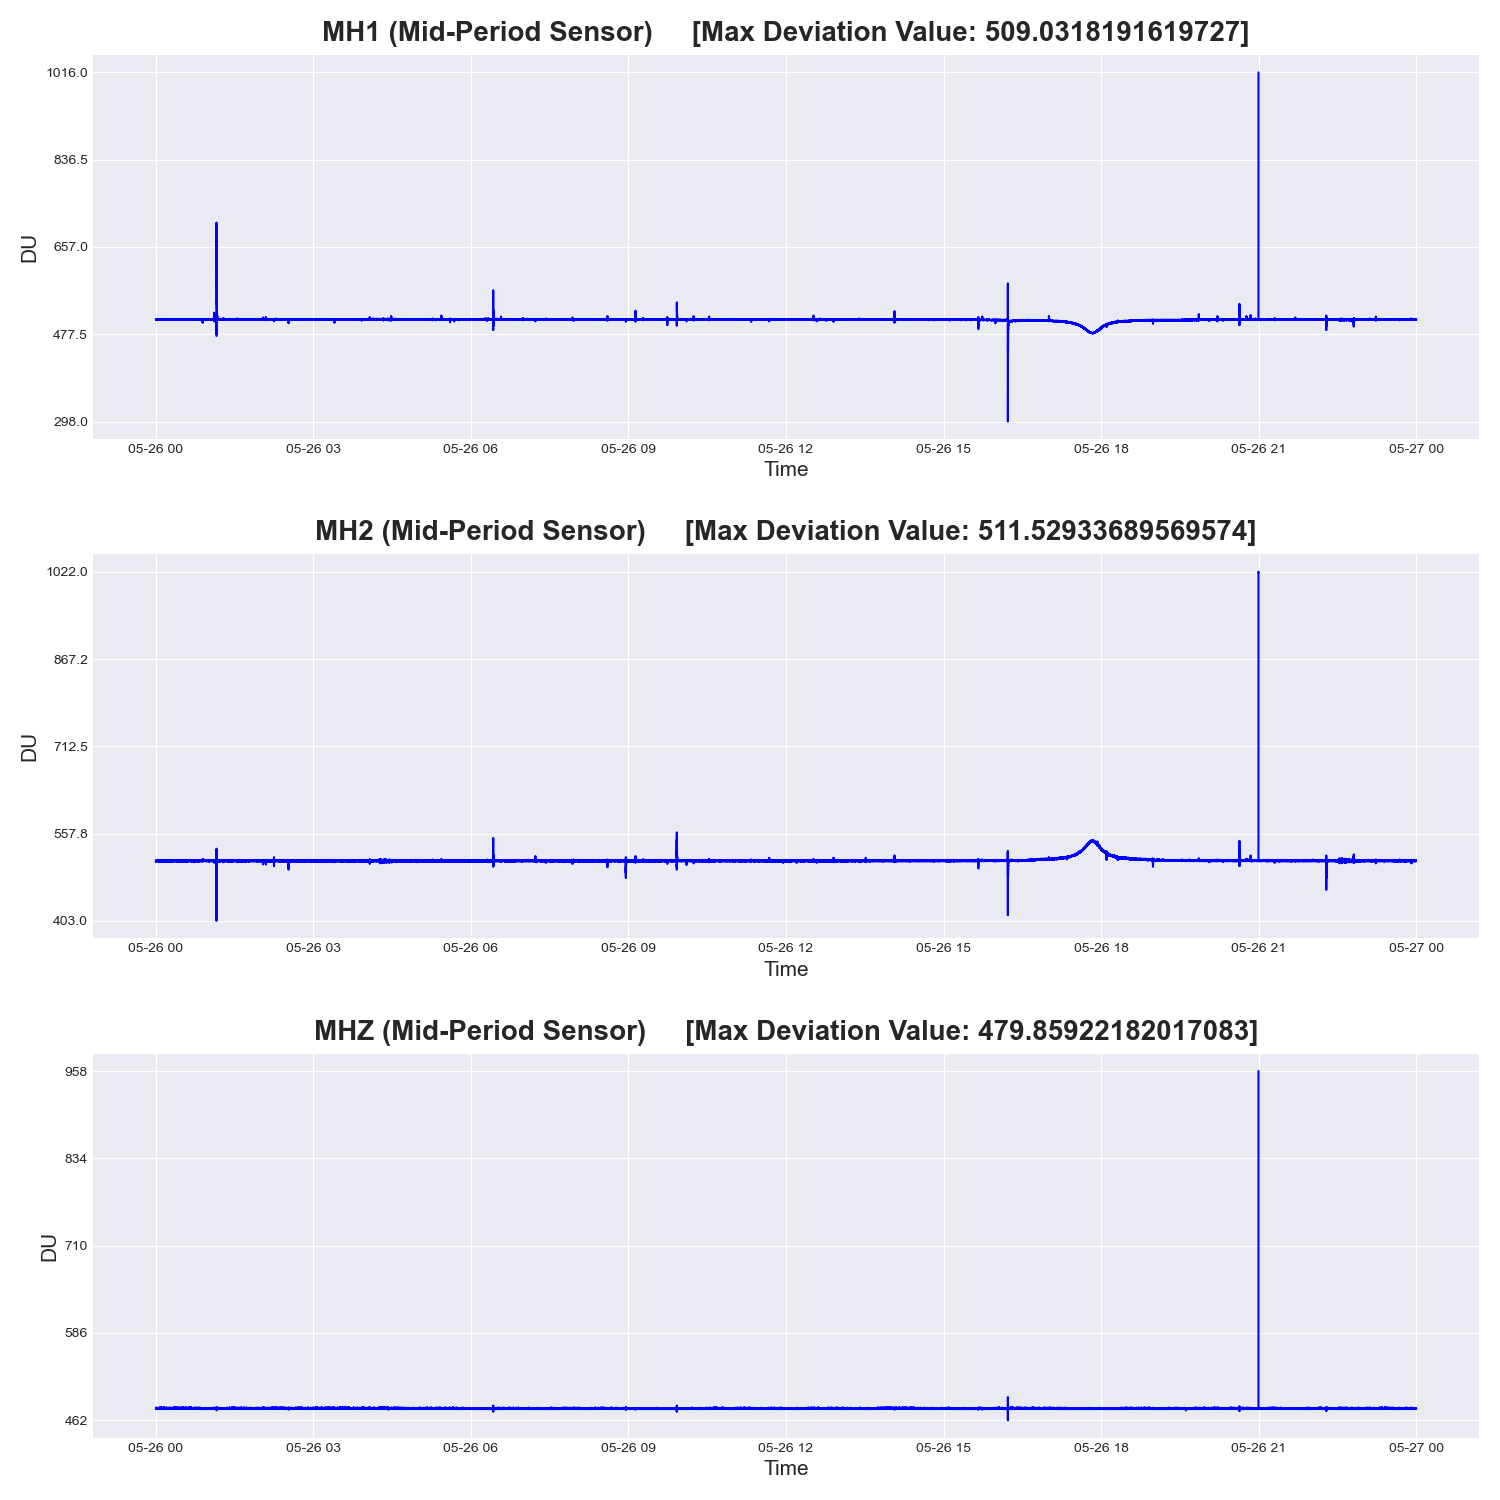 MH1 (Mid-Period Sensor) [Max Deviation Value: 509.0318191619727]
1016.0
836.5
657.0
477.5
298.0
DU
05-26 00 05-26 03 05-26 06 05-26 09 05-26 12 05-26 15 05-26 18 05-26 21 05-27 00
Time
MH2 (Mid-Period Sensor) [Max Deviation Value: 511.52933689569574]
1022.0
867.2
712.5
557.8
403.0
DU
05-26 00 05-26 03 05-26 06 05-26 09 05-26 12 05-26 15 05-26 18 05-26 21 05-27 00
Time
MHZ (Mid-Period Sensor) [Max Deviation Value: 479.85922182017083]
958
834
710
586
462
DU
05-26 00 05-26 03 05-26 06 05-26 09 05-26 12 05-26 15 05-26 18 05-26 21 05-27 00
Time